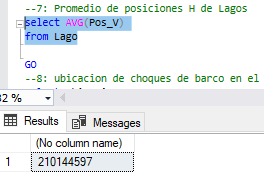 --7: Promedio de posiciones H de Lagos
select AVG(Pos_V)
from Lago
GO
--8: ubicacion de choques de barco en el
%
Results Messages
(No column name)
1 210144597